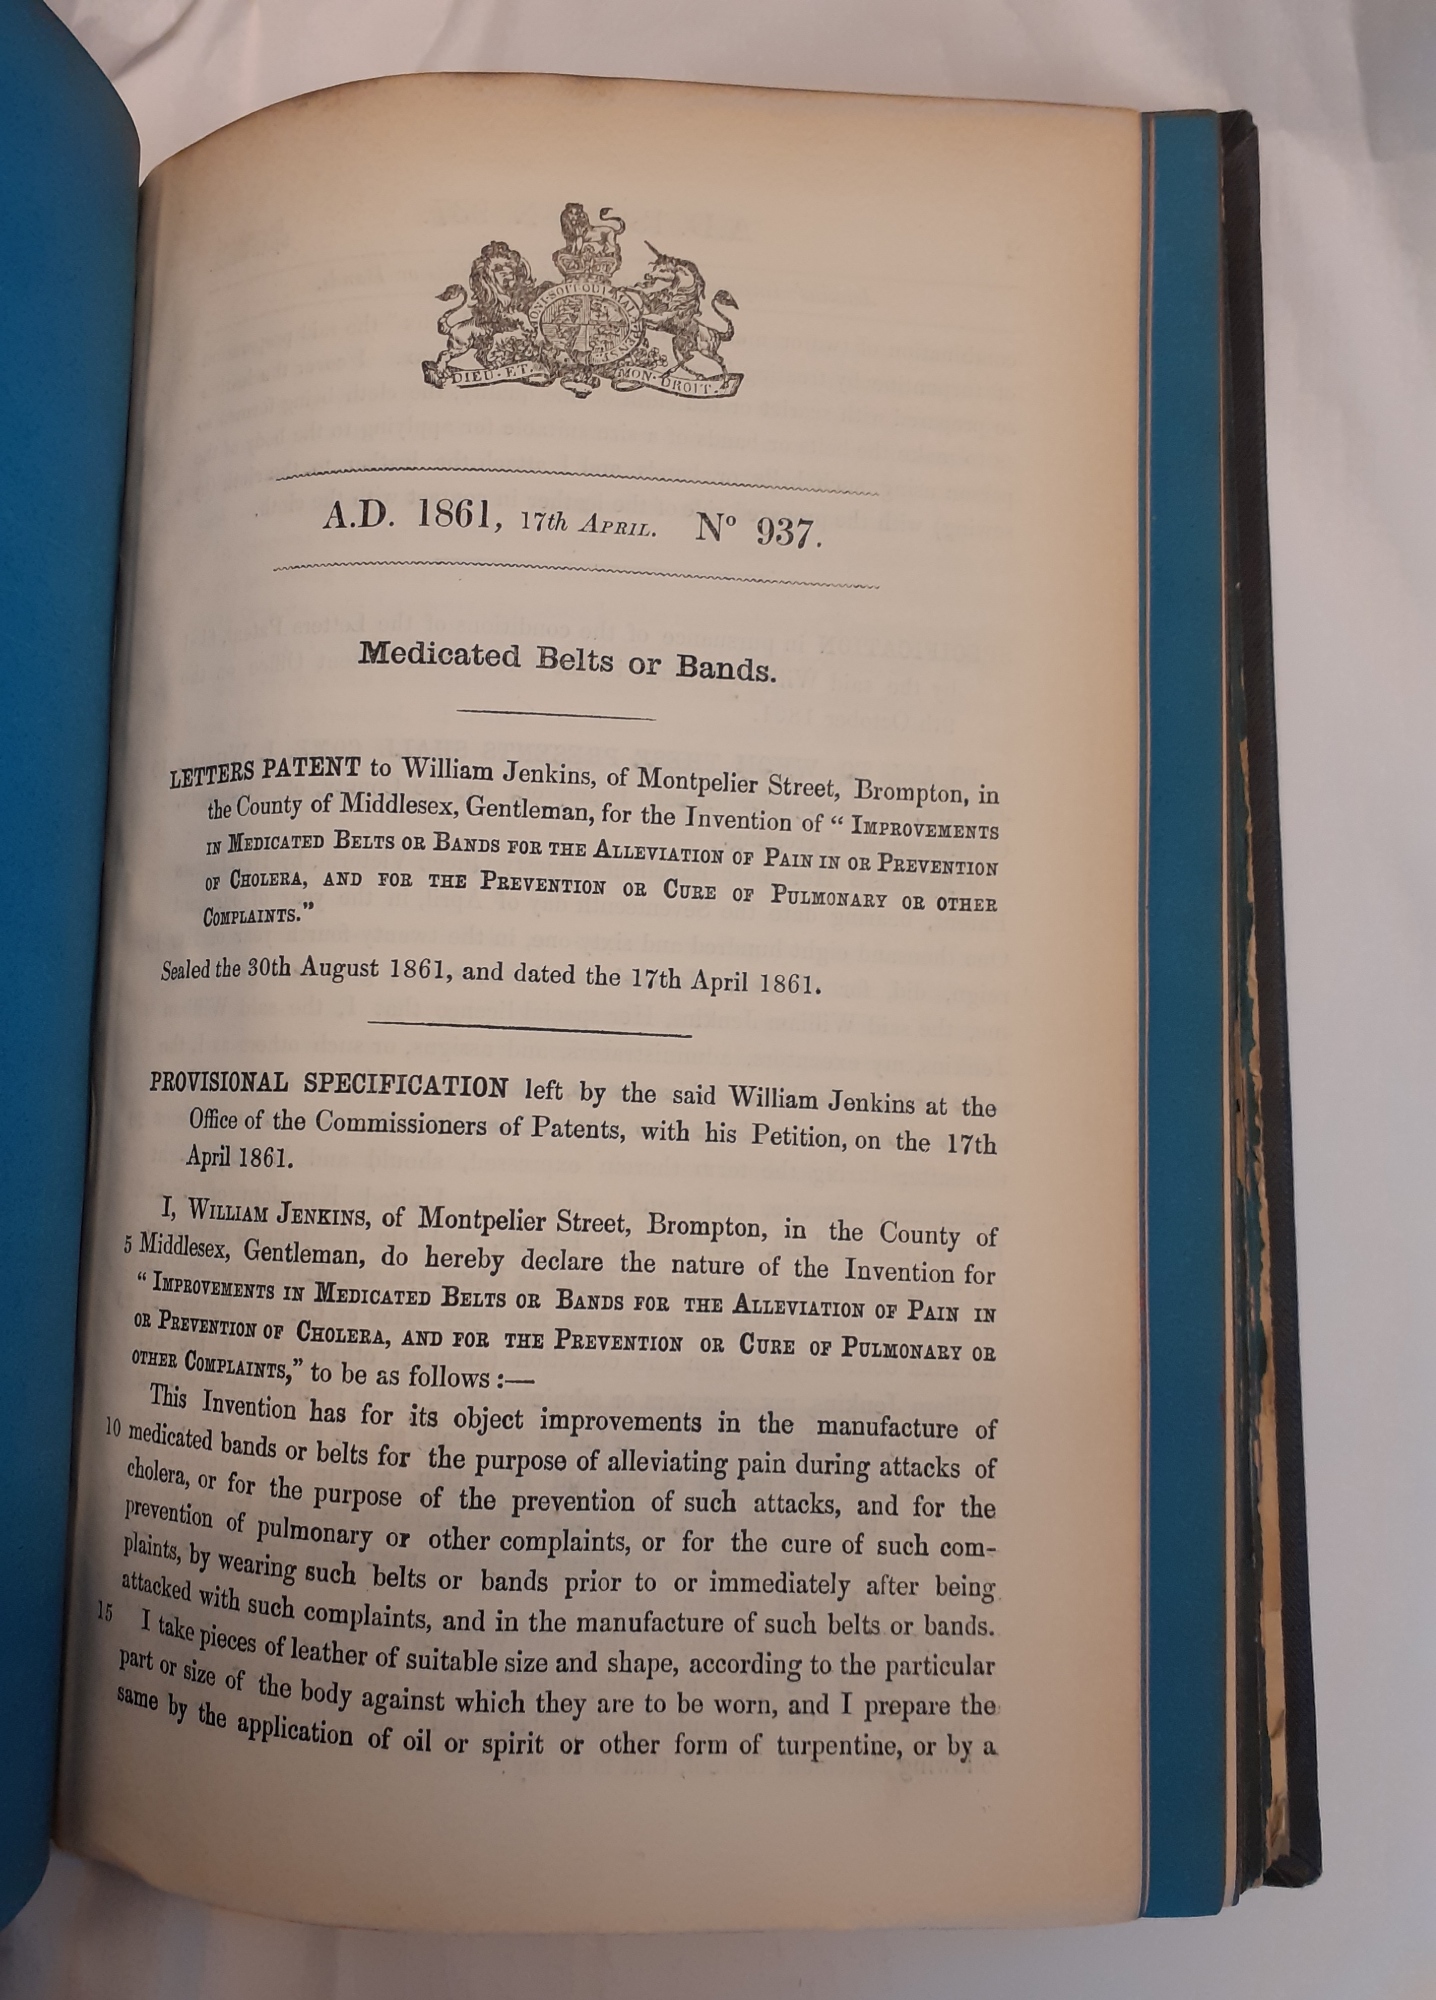 HONI·SOIT·QUI·MAL·Y·PENSE
DIEU·ET· MON·DROIT.
A.D. 1861, 17th APRIL. Nº 937.
Medicated Belts or Bands.
LETTERS PATENT to William Jenkins, of Montpelier Street, Brompton, in
the County of Middlesex, Gentleman, for the Invention of “ IMPROVEMENTS
IN MEDICATED BELTS OR BANDS FOR THE ALLEVIATION OF PAIN IN OR PREVENTION
OF CHOLERA, AND FOR THE PREVENTION OR CURE OF PULMONARY OR OTHER
COMPLAINTS.”
Sealed the 30th August 1861, and dated the 17th April 1861.
PROVISIONAL SPECIFICATION left by the said William Jenkins at the
Office of the Commissioners of Patents, with his Petition, on the 17th
April 1861.
I, WILLIAM JENKINS, of Montpelier Street, Brompton, in the County of
5 Middlesex, Gentleman, do hereby declare the nature of the Invention for
“ IMPROVEMENTS IN MEDICATED BELTS OR BANDS FOR THE ALLEVIATION OF PAIN IN
OR PREVENTION OF CHOLERA, AND FOR THE PREVENTION OR CURE OF PULMONARY OR
OTHER COMPLAINTS,” to be as follows :—
This Invention has for its object improvements in the manufacture of
10 medicated bands or belts for the purpose of alleviating pain during attacks of
cholera, or for the purpose of the prevention of such attacks, and for the
prevention of pulmonary or other complaints, or for the cure of such com-
plaints, by wearing such belts or bands prior to or immediately after being
attacked with such complaints, and in the manufacture of such belts or bands.
15 I take pieces of leather of suitable size and shape, according to the particular
part or size of the body against which they are to be worn, and I prepare the
same by the application of oil or spirit or other form of turpentine, or by a